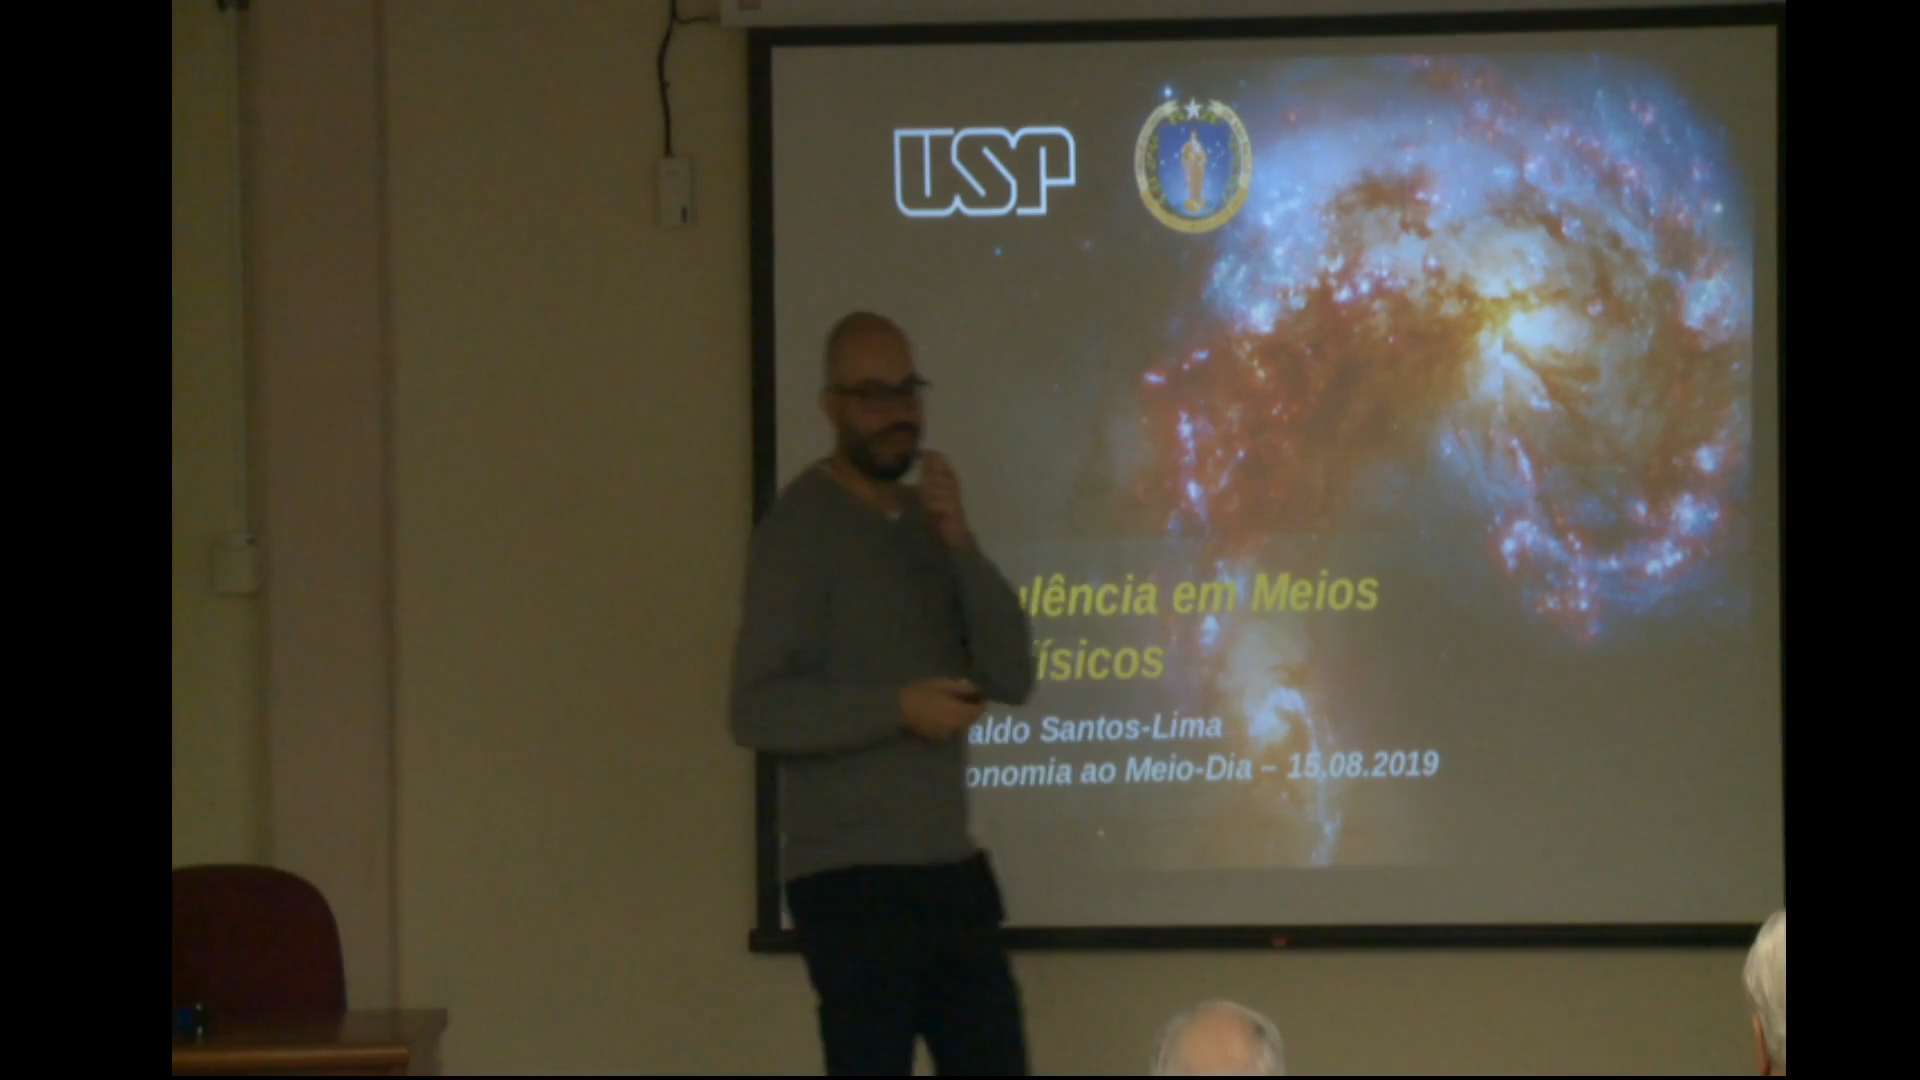 USP
ulência em Meios
físicos
aldo Santos-Lima
onomia ao Meio-Dia – 15.08.2019